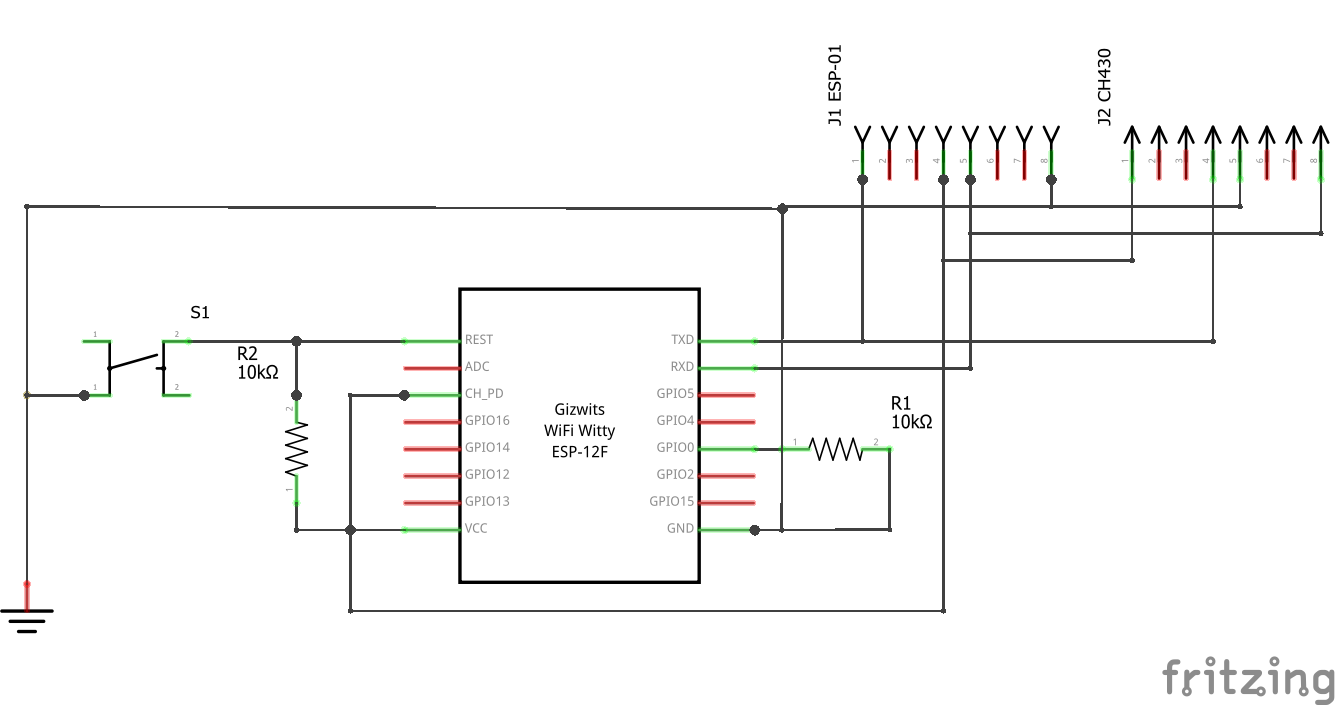 J1 ESP-01
J2 CH430
1 2 3 4 5 6 7 8
1 2 3 4 5 6 7 8
S1
1 2
1 2
R2
10kΩ
2
1
REST
ADC
CH_PD
GPIO16
GPIO14
GPIO12
GPIO13
VCC
Gizwits
WiFi Witty
ESP-12F
TXD
RXD
GPIO5
GPIO4
GPIO0
GPIO2
GPIO15
GND
R1
10kΩ
1 2
fritzing